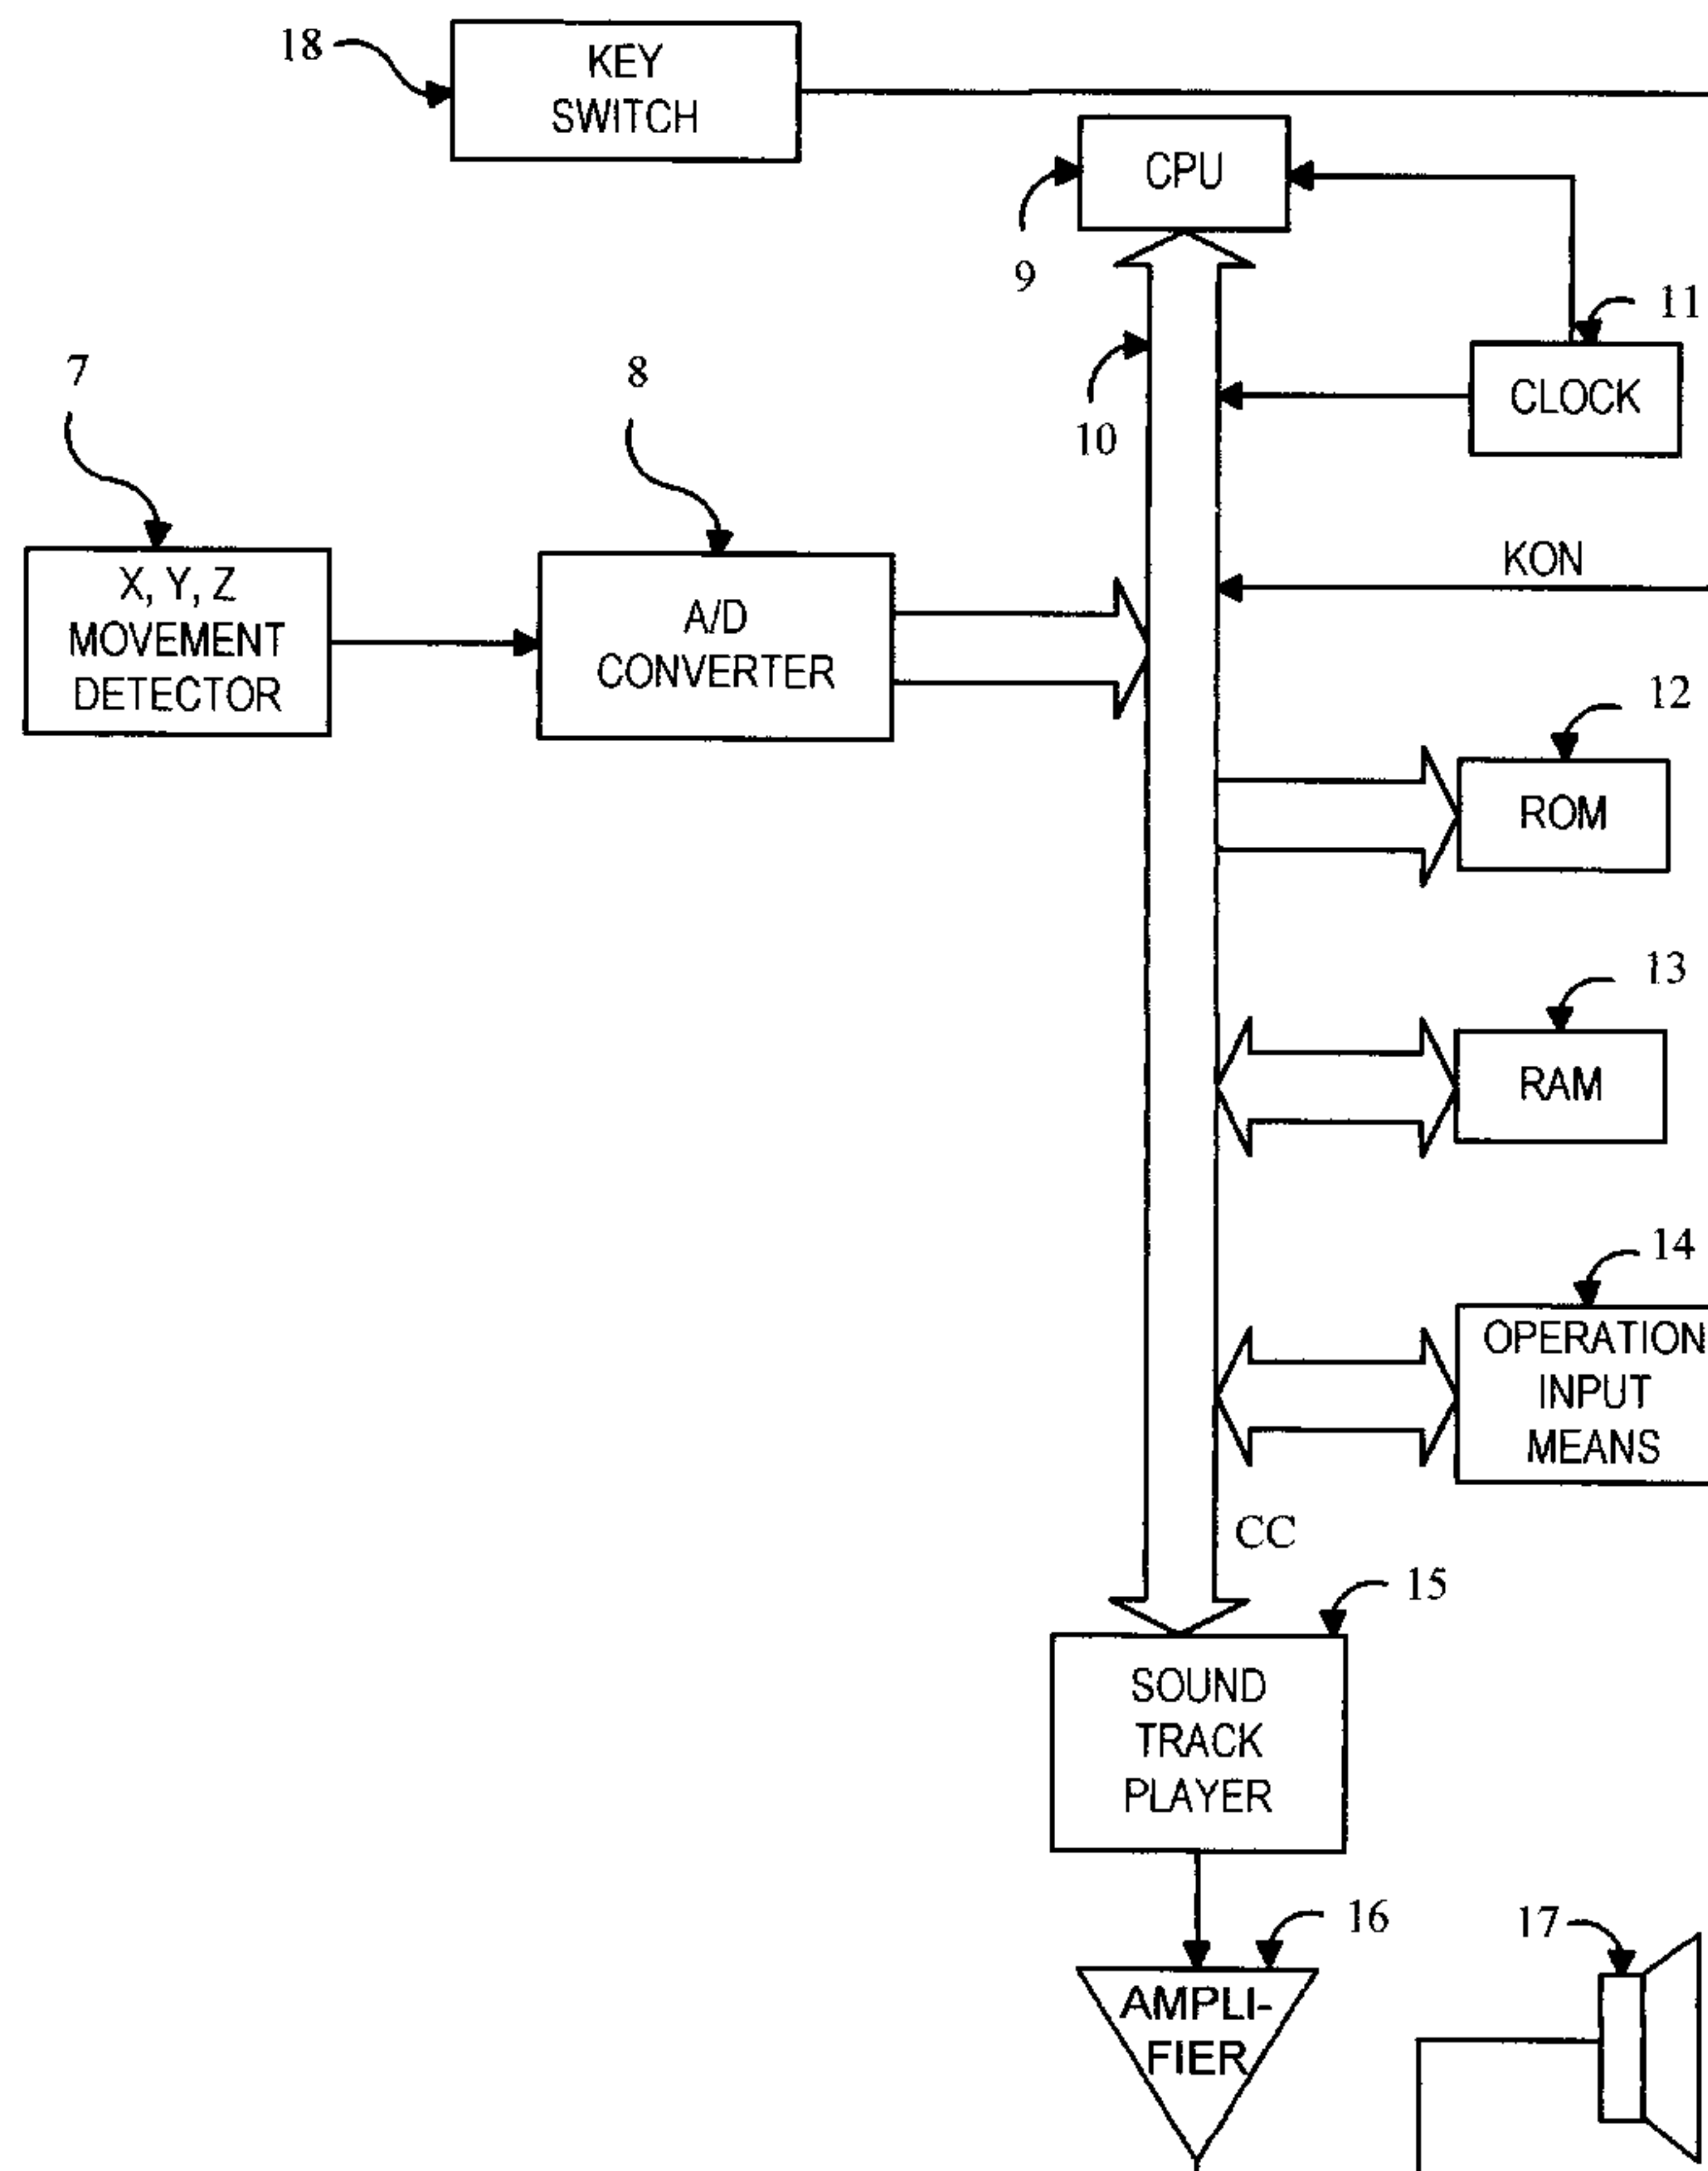 18
KEY
SWITCH
CPU
9
11
CLOCK
10
7
8
X, Y, Z
MOVEMENT
DETECTOR
A/D
CONVERTER
KON
12
ROM
13
RAM
14
OPERATION
INPUT
MEANS
CC
15
SOUND
TRACK
PLAYER
16
AMPLI-
FIER
17